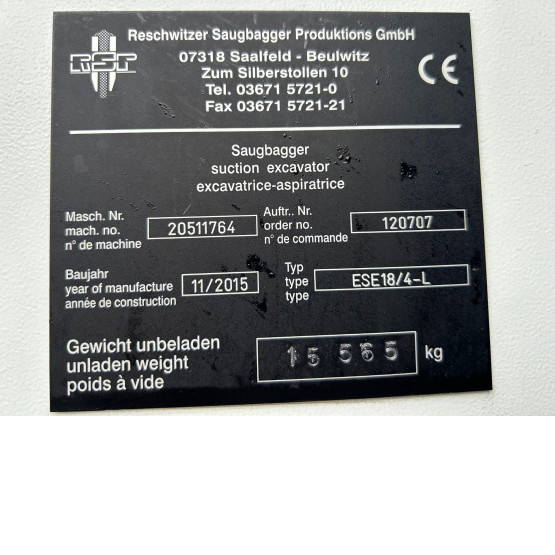 RSP
Reschwitzer Saugbagger Produktions GmbH
07318 Saalfeld - Beulwitz
Zum Silberstollen 10
Tel. 03671 5721-0
Fax 03671 5721-21
CE
Saugbagger
suction excavator
excavatrice-aspiratrice
Masch. Nr.
mach. no.
n° de machine
20511764
Auftr.. Nr.
order no.
n° de commande
120707
Baujahr
year of manufacture
année de construction
11/2015
Typ
type
type
ESE18/4-L
Gewicht unbeladen
unladen weight
poids à vide
15 565 kg